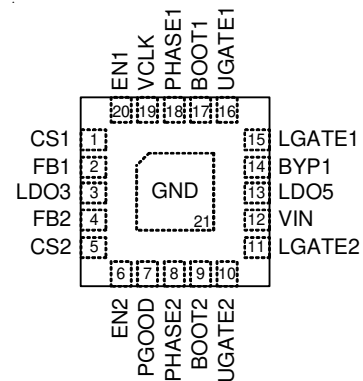 EN1
VCLK
PHASE1
BOOT1
UGATE1
20 19 18 17 16
CS1 1 15 LGATE1
FB1 2 14 BYP1
LDO3 3 GND 13 LDO5
FB2 4 21 12 VIN
CS2 5 11 LGATE2
6 7 8 9 10
EN2
PGOOD
PHASE2
BOOT2
UGATE2